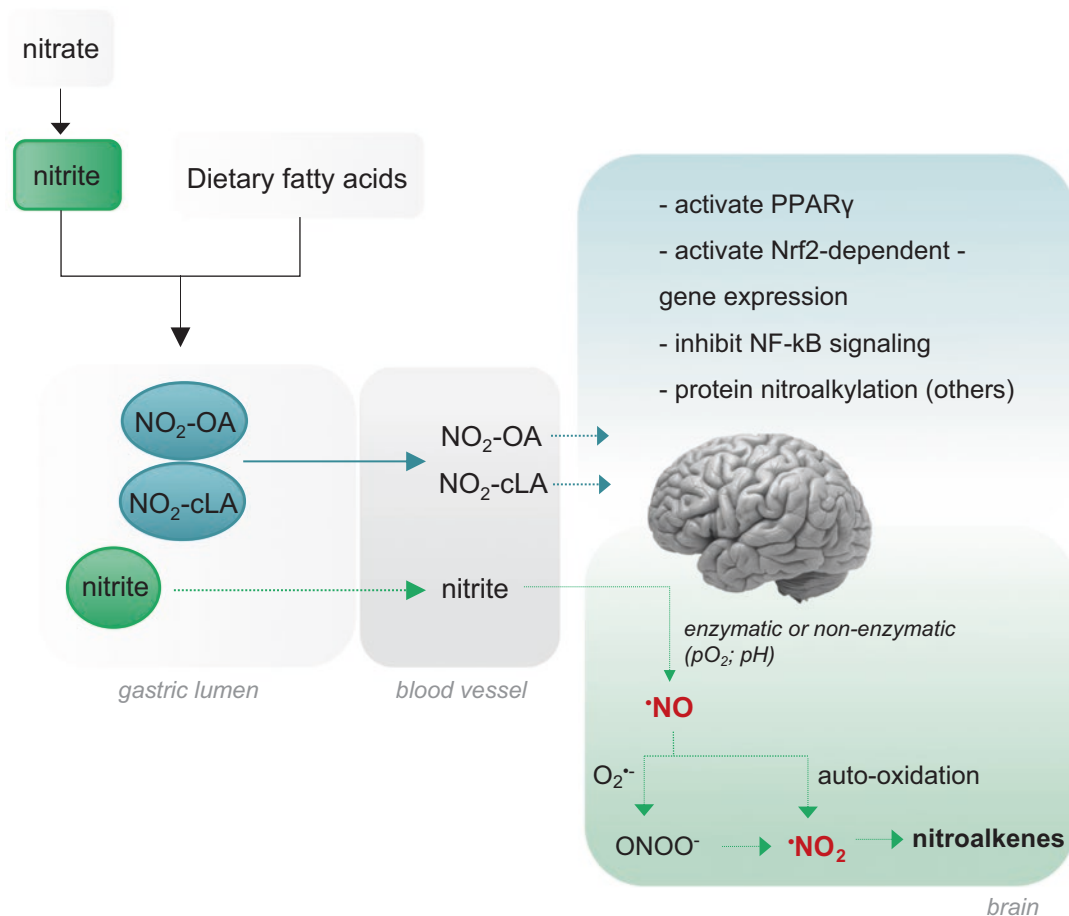 nitrate
nitrite
Dietary fatty acids
- activate PPARγ
- activate Nrf2-dependent -
gene expression
- inhibit NF-kB signaling
- protein nitroalkylation (others)
NO₂-OA
NO₂-cLA
nitrite
NO₂-OA
NO₂-cLA
nitrite
gastric lumen
blood vessel
enzymatic or non-enzymatic
(pO₂; pH)
•NO
O₂•-
auto-oxidation
ONOO-
•NO₂
nitroalkenes
brain